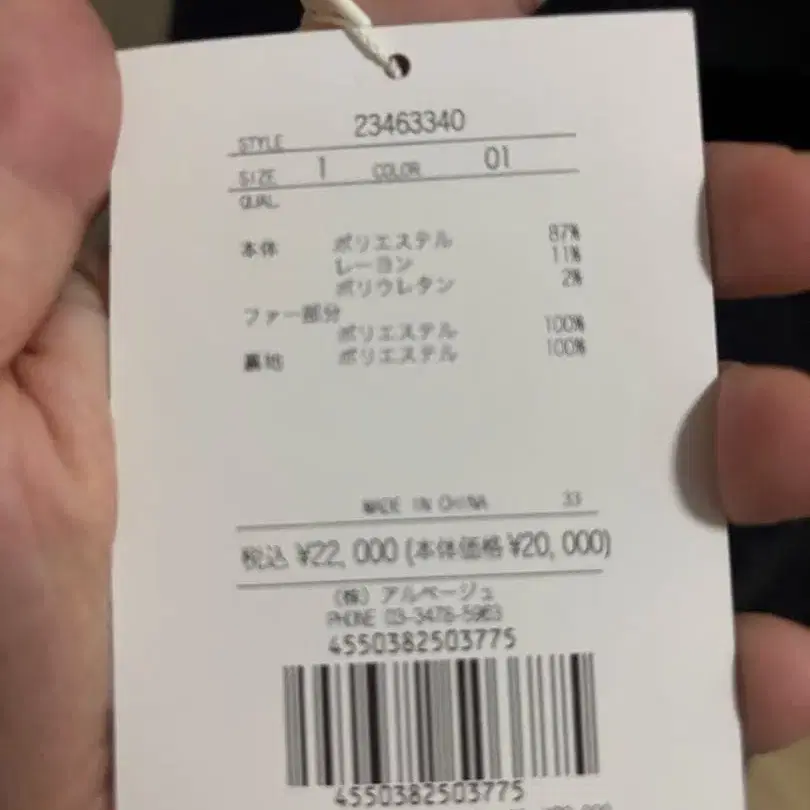 STYLE 23463340
SIZE 1 COLOR 01
QUAL
本体 ポリエステル 87%
レーヨン 11%
ポリウレタン 2%
ファー部分
ポリエステル 100%
裏地 ポリエステル 100%
MADE IN CHINA 33
税込 ¥22,000(本体価格¥20,000)
(株) アルページュ
PHONE 03-3478-5963
4550382503775
4550382503775